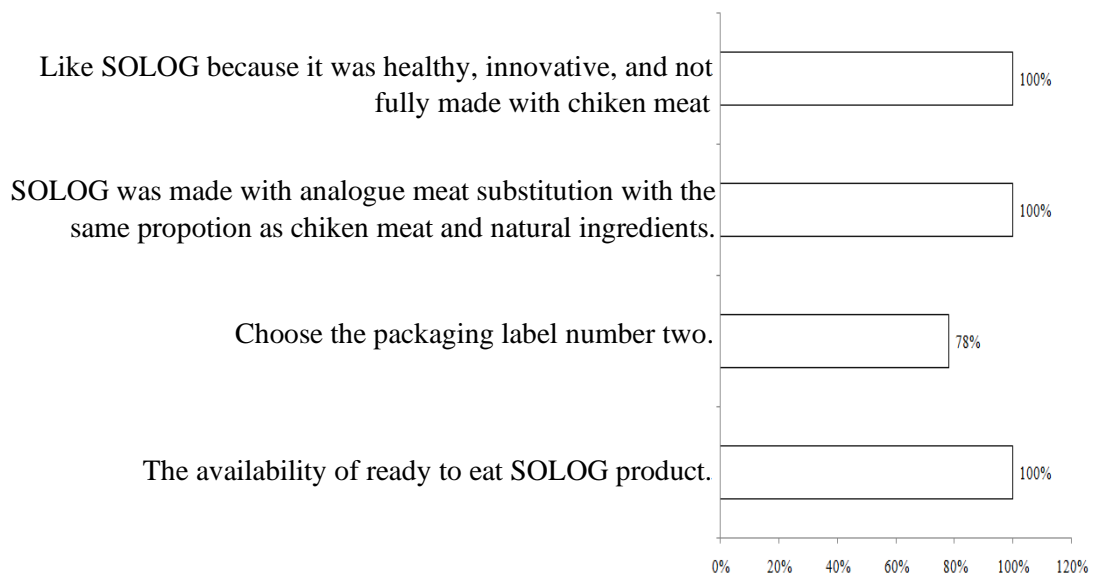 Like SOLOG because it was healthy, innovative, and not
fully made with chiken meat
100%
SOLOG was made with analogue meat substitution with the
same propotion as chiken meat and natural ingredients.
100%
Choose the packaging label number two.
78%
The availability of ready to eat SOLOG product.
100%
0% 20% 40% 60% 80% 100% 120%